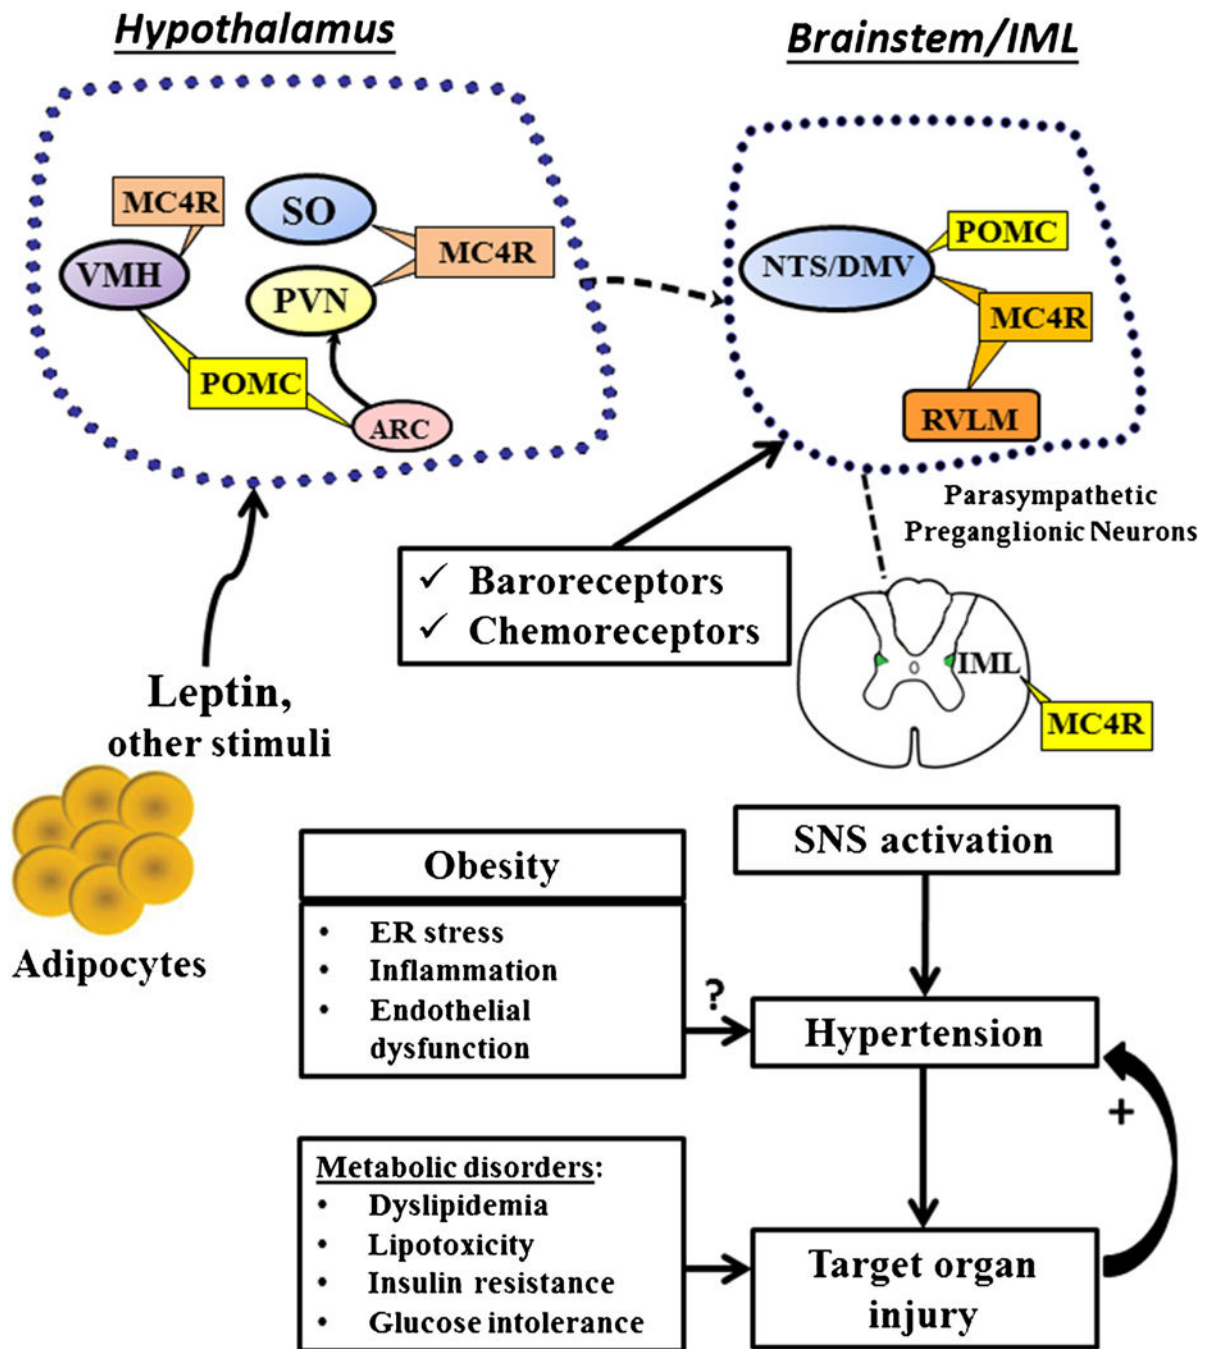 Hypothalamus
Brainstem/IML
MC4R
SO
MC4R
VMH
PVN
POMC
ARC
POMC
NTS/DMV
MC4R
RVLM
Parasympathetic
Preganglionic Neurons
✓ Baroreceptors
✓ Chemoreceptors
IML
MC4R
Leptin,
other stimuli
Adipocytes
SNS activation
Obesity
• ER stress
• Inflammation
• Endothelial
dysfunction
?
Hypertension
+
Metabolic disorders:
• Dyslipidemia
• Lipotoxicity
• Insulin resistance
• Glucose intolerance
Target organ
injury